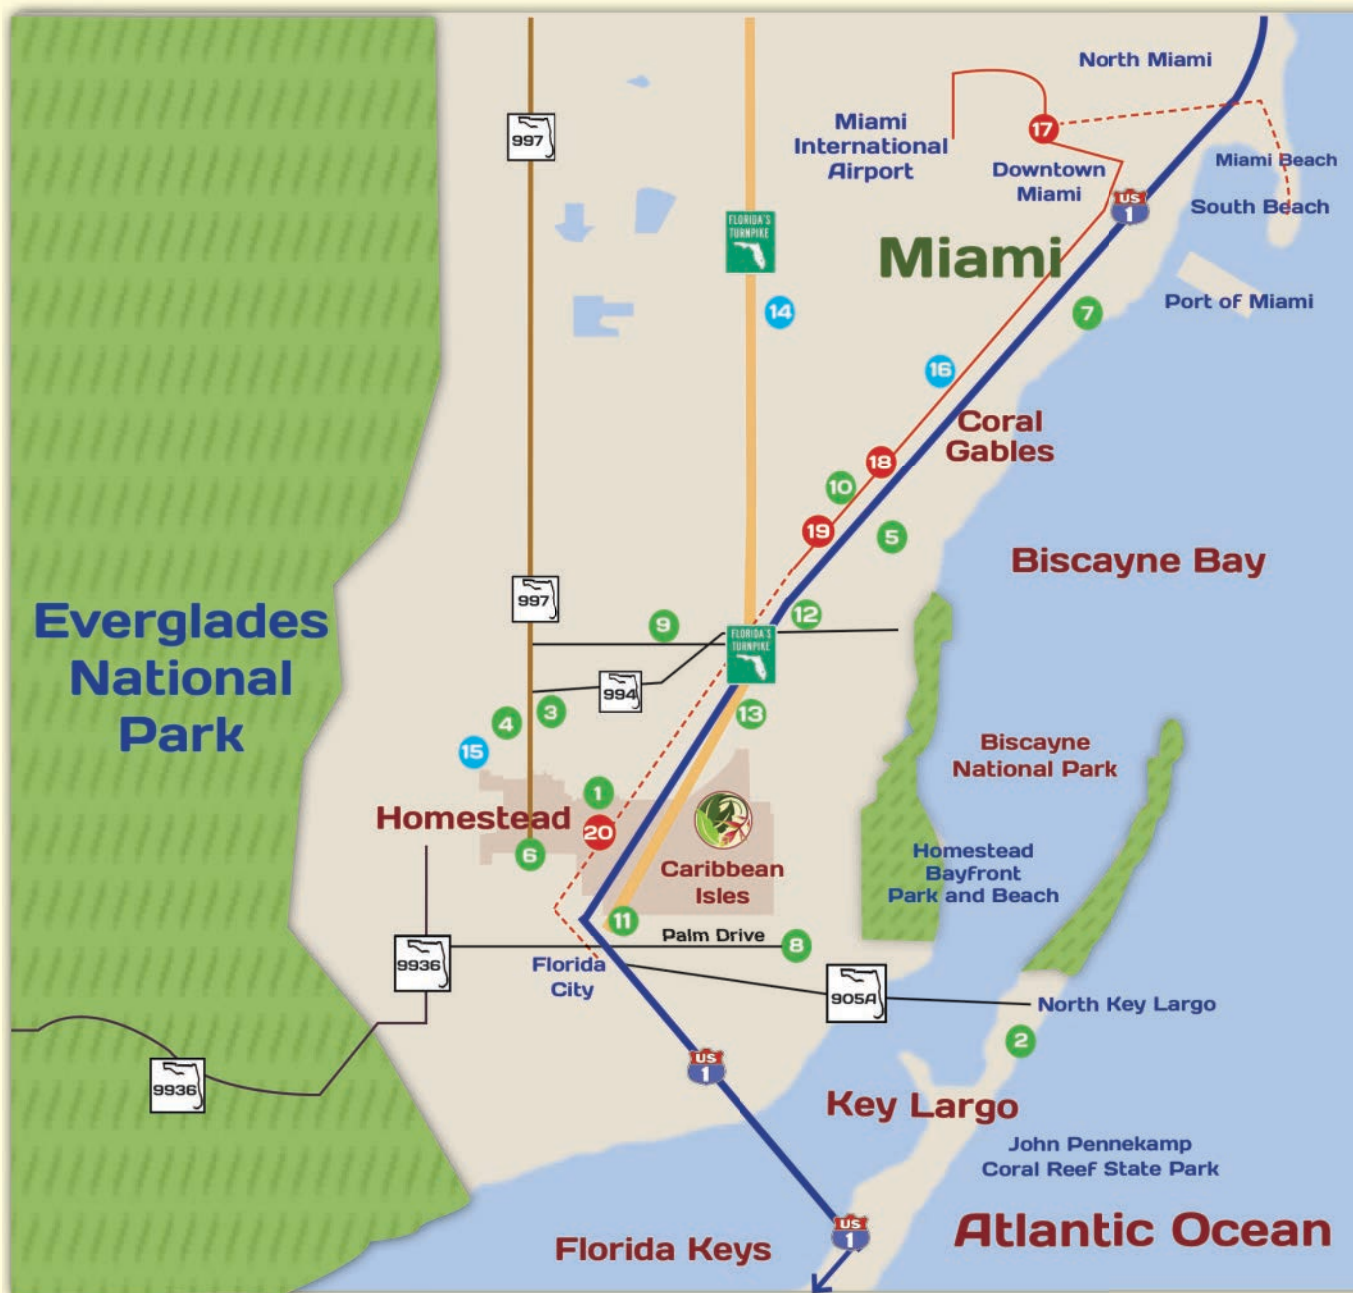 North Miami
997
Miami
International
Airport
17
Downtown
Miami
Miami Beach
US
1
South Beach
FLORIDA'S
TURNPIKE
Miami
Port of Miami
14
7
16
Coral
Gables
18
10
19
5
Biscayne Bay
997
Everglades
National
Park
9
12
FLORIDA'S
TURNPIKE
994
4
3
13
15
Biscayne
National Park
1
Homestead
20
6
Caribbean
Isles
Homestead
Bayfront
Park and Beach
11
Palm Drive
8
9936
Florida
City
905A
North Key Largo
2
US
1
9936
Key Largo
John Pennekamp
Coral Reef State Park
US
1
Florida Keys
Atlantic Ocean